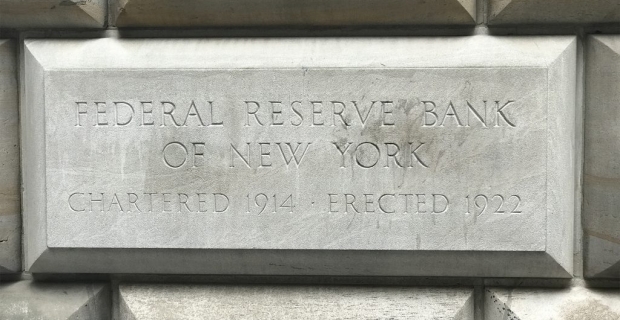 FEDERAL RESERVE BANK
OF NEW YORK
CHARTERED 1914 · ERECTED 1922